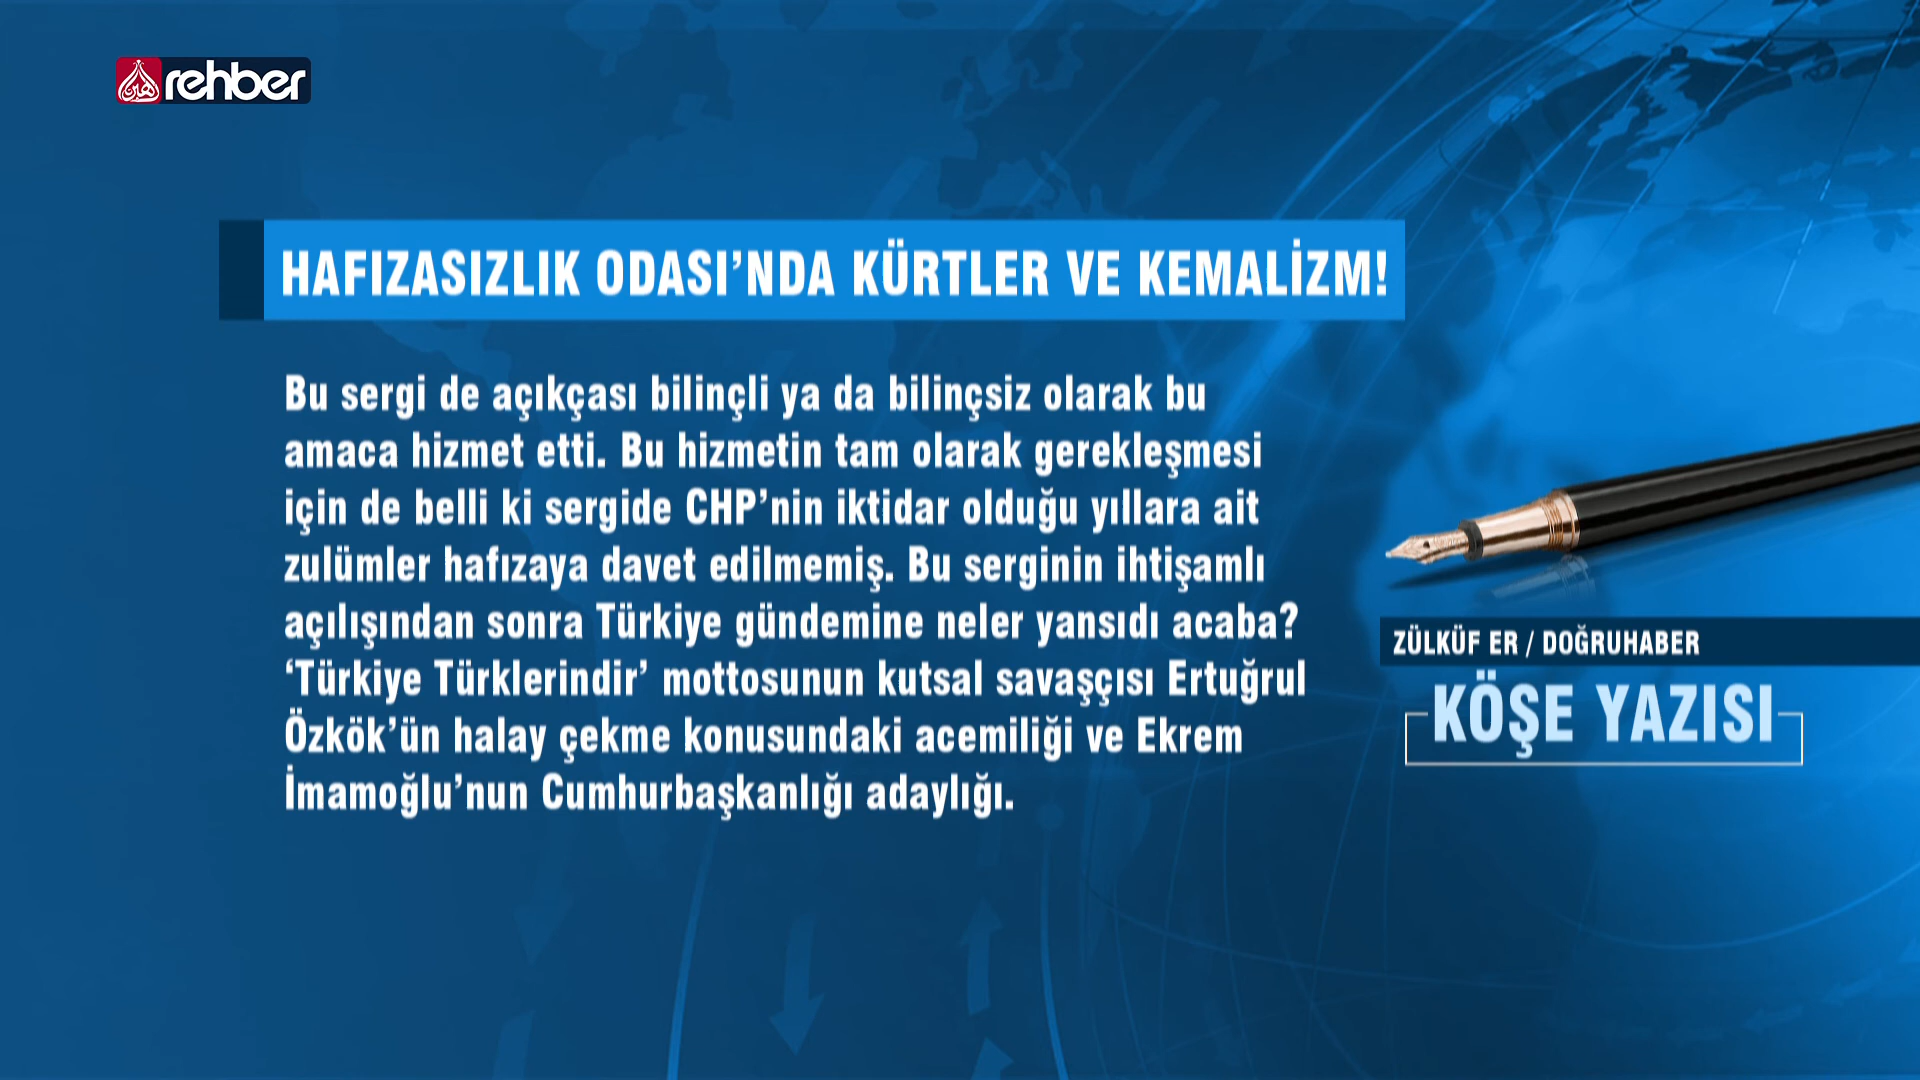 rehber
HAFIZASIZLIK ODASI’NDA KÜRTLER VE KEMALİZM!
Bu sergi de açıkçası bilinçli ya da bilinçsiz olarak bu
amaca hizmet etti. Bu hizmetin tam olarak gerekleşmesi
için de belli ki sergide CHP’nin iktidar olduğu yıllara ait
zulümler hafızaya davet edilmemiş. Bu serginin ihtişamlı
açılışından sonra Türkiye gündemine neler yansıdı acaba?
‘Türkiye Türklerindir’ mottosunun kutsal savaşçısı Ertuğrul
Özkök’ün halay çekme konusundaki acemiliği ve Ekrem
İmamoğlu’nun Cumhurbaşkanlığı adaylığı.
ZÜLKÜF ER / DOĞRUHABER
KÖŞE YAZISI